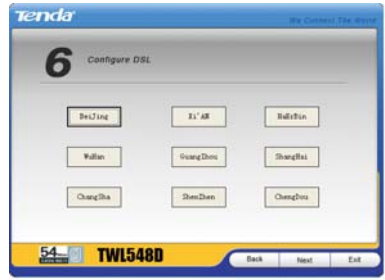 Tenda
We Connect The World
6 Configure DSL
BeiJing Xi'AN HaErBin
WuHan GuangZhou ShangHai
ChangSha ShenZhen ChengDou
54
TWL548D
Back Next Exit